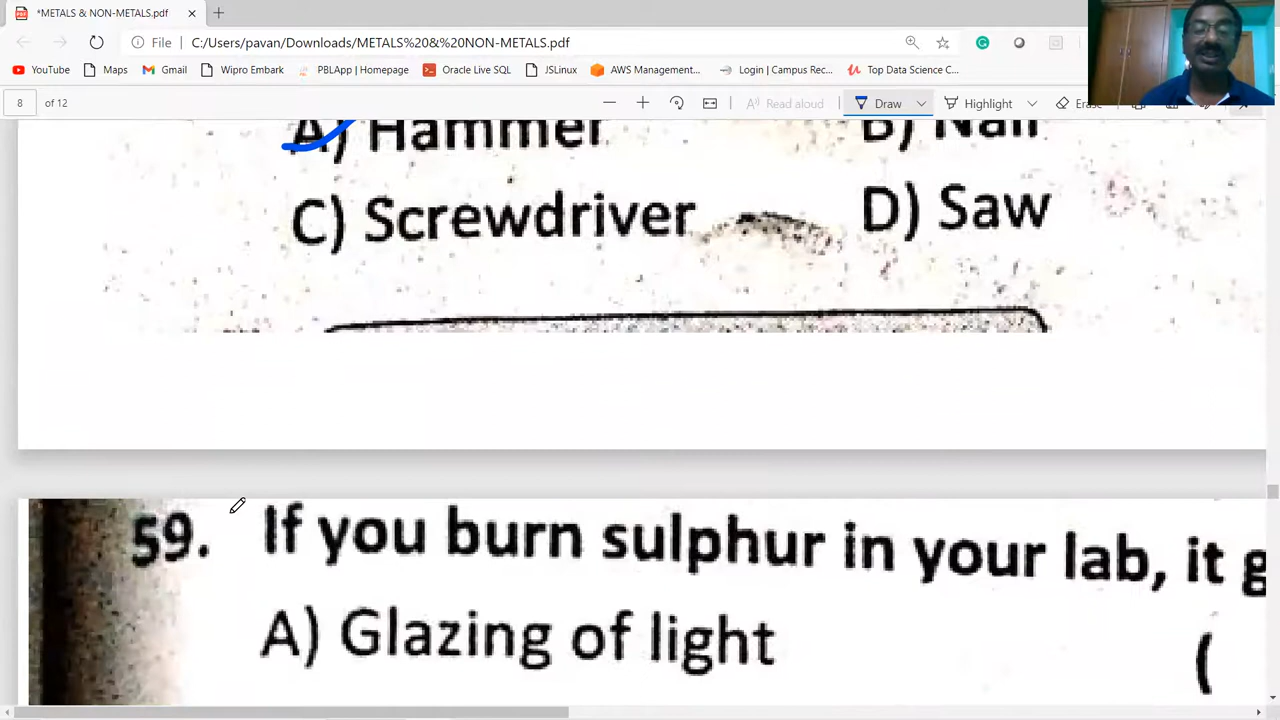 *METALS & NON-METALS.pdf
File C:/Users/pavan/Downloads/METALS%20&%20NON-METALS.pdf
YouTube Maps Gmail Wipro Embark PBLApp | Homepage Oracle Live SQL JSLinux AWS Management... Login | Campus Rec... Top Data Science C...
8 of 12 Read aloud Draw Highlight Erase
A) Hammer B) Nail
C) Screwdriver D) Saw
59. If you burn sulphur in your lab, it g
A) Glazing of light (